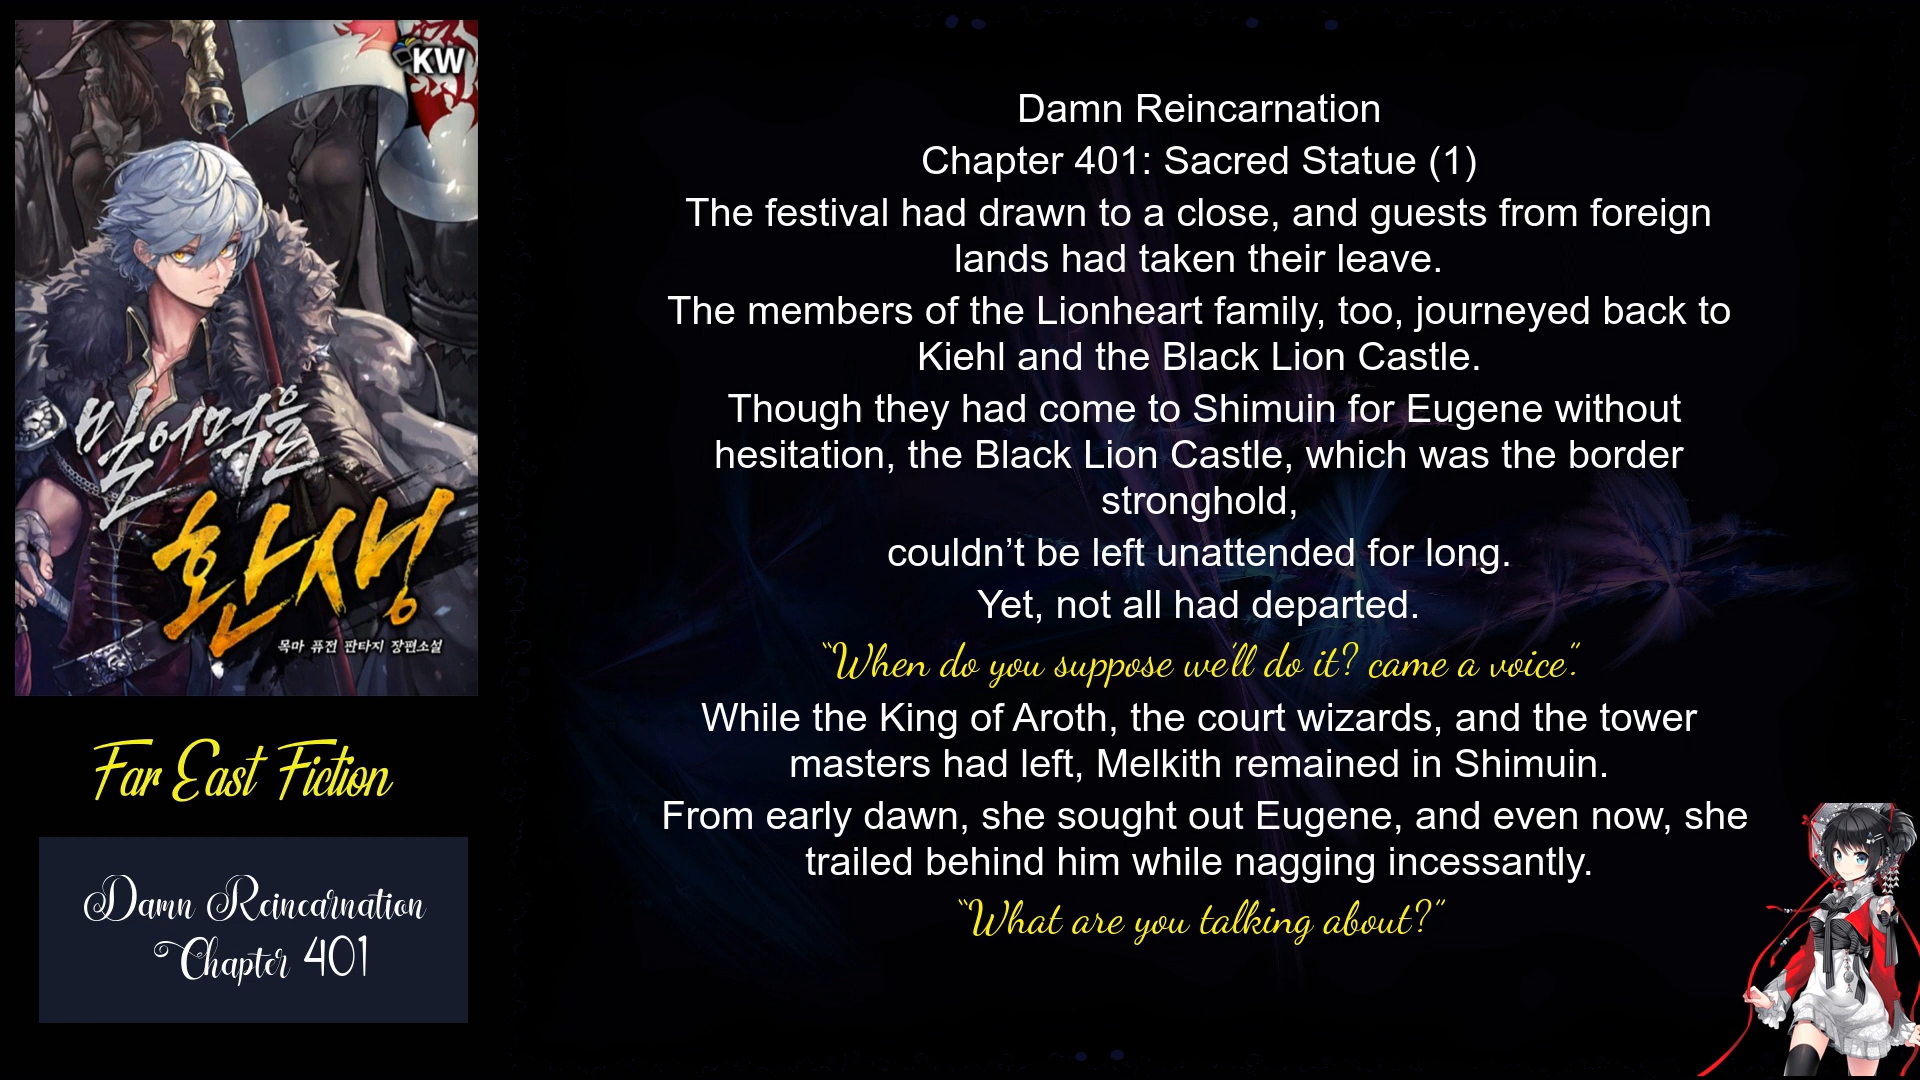 KW
빌어먹을
환생
목마 퓨전 판타지 장편소설
Far East Fiction
Damn Reincarnation
Chapter 401
Damn Reincarnation
Chapter 401: Sacred Statue (1)
The festival had drawn to a close, and guests from foreign
lands had taken their leave.
The members of the Lionheart family, too, journeyed back to
Kiehl and the Black Lion Castle.
Though they had come to Shimuin for Eugene without
hesitation, the Black Lion Castle, which was the border
stronghold,
couldn’t be left unattended for long.
Yet, not all had departed.
“When do you suppose we'll do it? came a voice”.
While the King of Aroth, the court wizards, and the tower
masters had left, Melkith remained in Shimuin.
From early dawn, she sought out Eugene, and even now, she
trailed behind him while nagging incessantly.
“What are you talking about?”